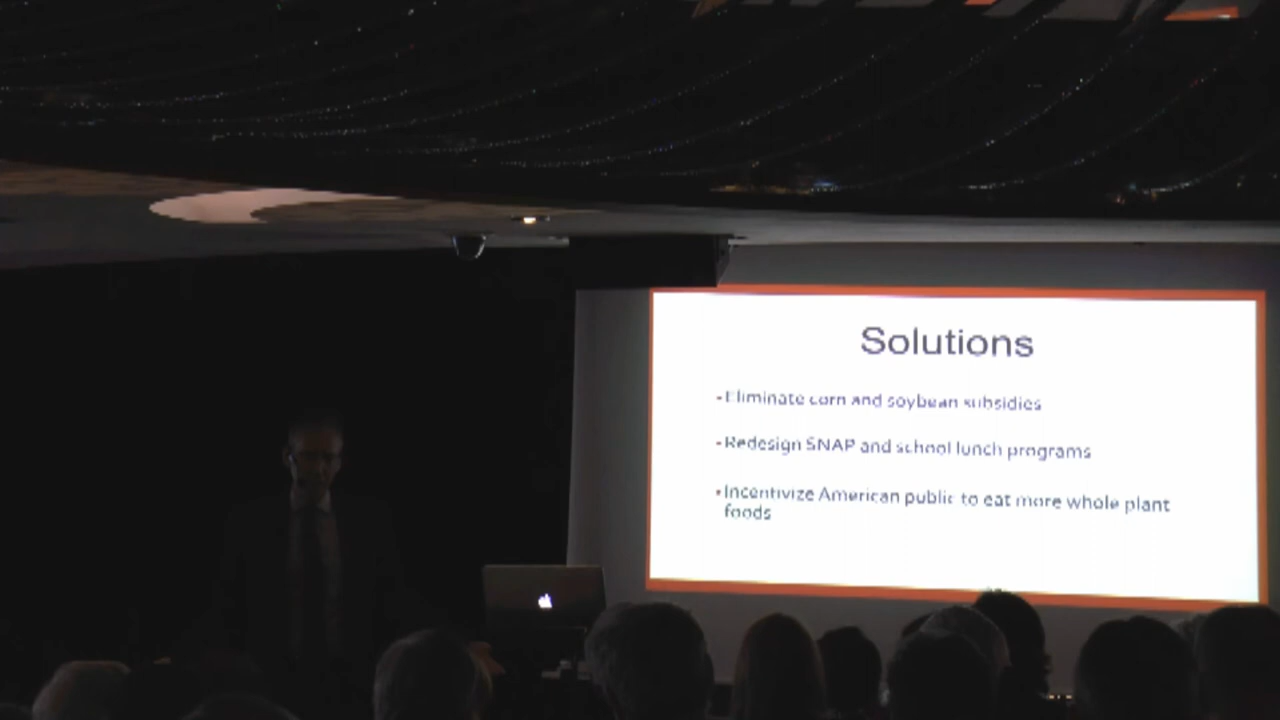 Solutions
-Eliminate corn and soybean subsidies
-Redesign SNAP and school lunch programs
•Incentivize American public to eat more whole plant
foods